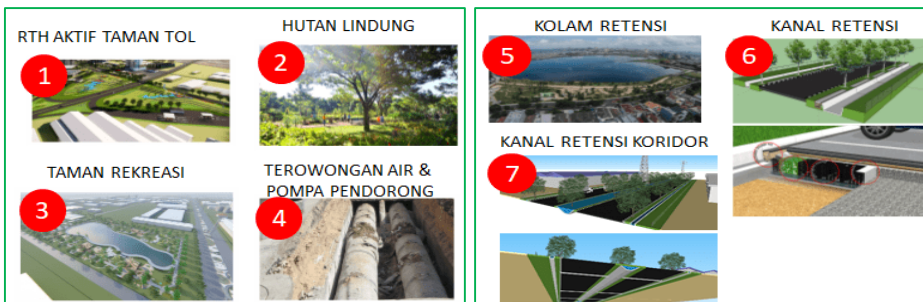 RTH AKTIF TAMAN TOL
1
HUTAN LINDUNG
2
TAMAN REKREASI
3
TEROWONGAN AIR &
POMPA PENDORONG
4
KOLAM RETENSI
5
KANAL RETENSI
6
KANAL RETENSI KORIDOR
7